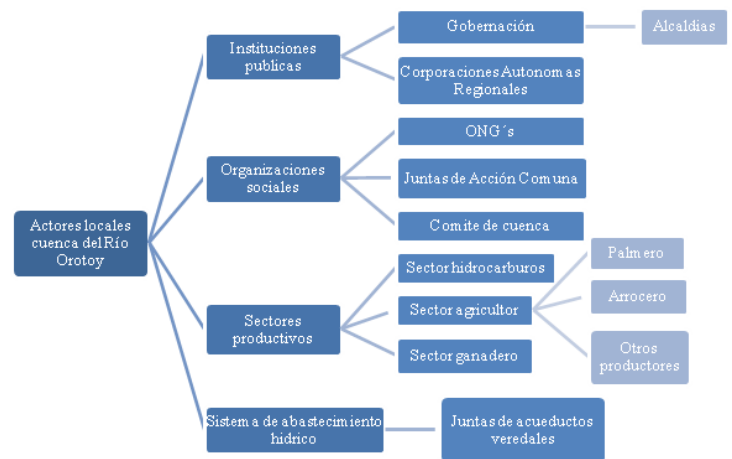 Actores locales
cuenca del Río
Orotoy
Instituciones
publicas
Gobernación
Alcaldias
Corporaciones Autonomas
Regionales
Organizaciones
sociales
ONG´s
Juntas de Acción Comuna
Comite de cuenca
Sectores
productivos
Sector hidrocarburos
Sector agricultor
Palmero
Arrocero
Otros
productores
Sector ganadero
Sistema de abastecimiento
hidrico
Juntas de acueductos
veredales